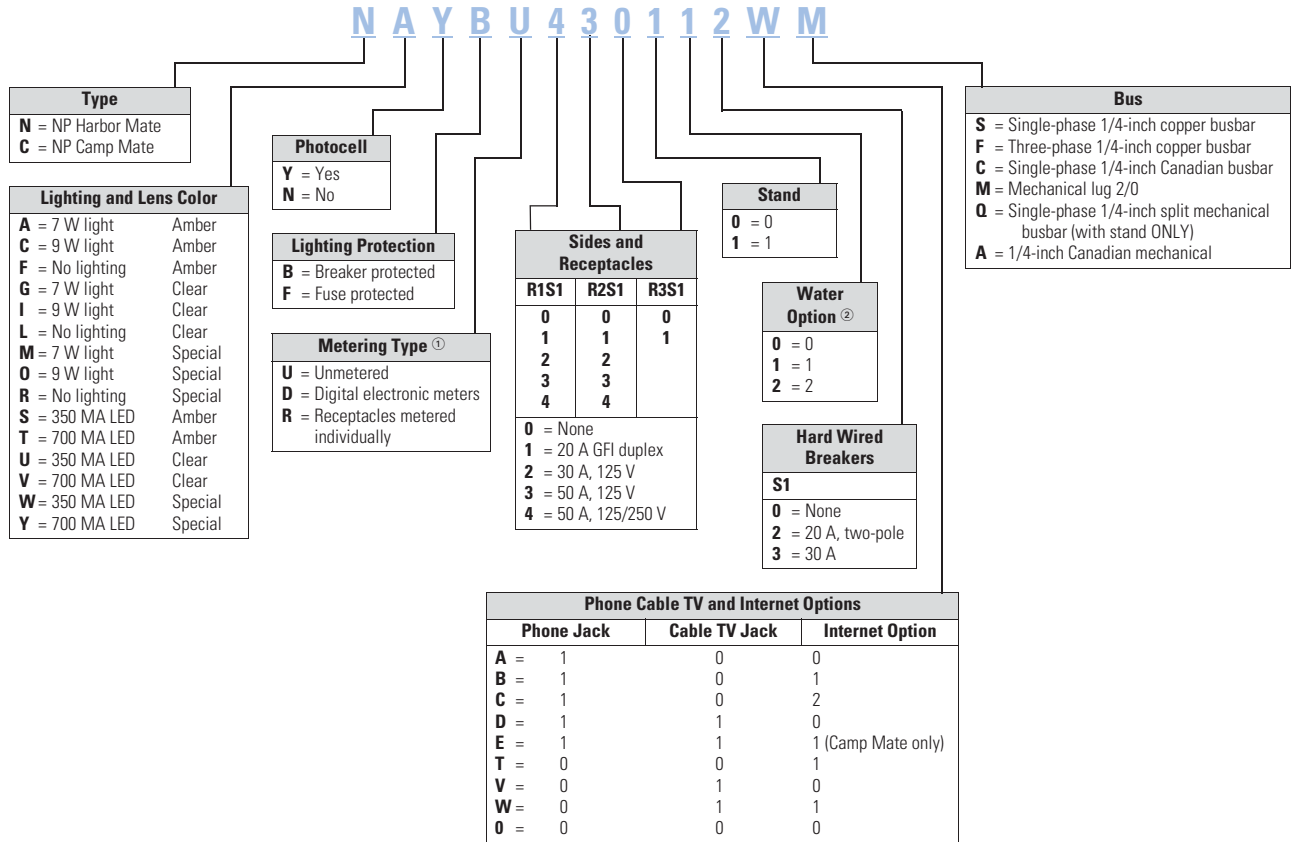 N A Y B U 4 3 0 1 1 2 W M
Type
N = NP Harbor Mate
C = NP Camp Mate
Lighting and Lens Color
A = 7 W light Amber
C = 9 W light Amber
F = No lighting Amber
G = 7 W light Clear
I = 9 W light Clear
L = No lighting Clear
M = 7 W light Special
O = 9 W light Special
R = No lighting Special
S = 350 MA LED Amber
T = 700 MA LED Amber
U = 350 MA LED Clear
V = 700 MA LED Clear
W = 350 MA LED Special
Y = 700 MA LED Special
Photocell
Y = Yes
N = No
Lighting Protection
B = Breaker protected
F = Fuse protected
Metering Type ①
U = Unmetered
D = Digital electronic meters
R = Receptacles metered
individually
Sides and
Receptacles
R1S1 R2S1 R3S1
0 0 0
1 1 1
2 2
3 3
4 4
0 = None
1 = 20 A GFI duplex
2 = 30 A, 125 V
3 = 50 A, 125 V
4 = 50 A, 125/250 V
Stand
0 = 0
1 = 1
Water
Option ②
0 = 0
1 = 1
2 = 2
Hard Wired
Breakers
S1
0 = None
2 = 20 A, two-pole
3 = 30 A
Bus
S = Single-phase 1/4-inch copper busbar
F = Three-phase 1/4-inch copper busbar
C = Single-phase 1/4-inch Canadian busbar
M = Mechanical lug 2/0
Q = Single-phase 1/4-inch split mechanical
busbar (with stand ONLY)
A = 1/4-inch Canadian mechanical
Phone Cable TV and Internet Options
Phone Jack Cable TV Jack Internet Option
A = 1 0 0
B = 1 0 1
C = 1 0 2
D = 1 1 0
E = 1 1 1 (Camp Mate only)
T = 0 0 1
V = 0 1 0
W = 0 1 1
0 = 0 0 0